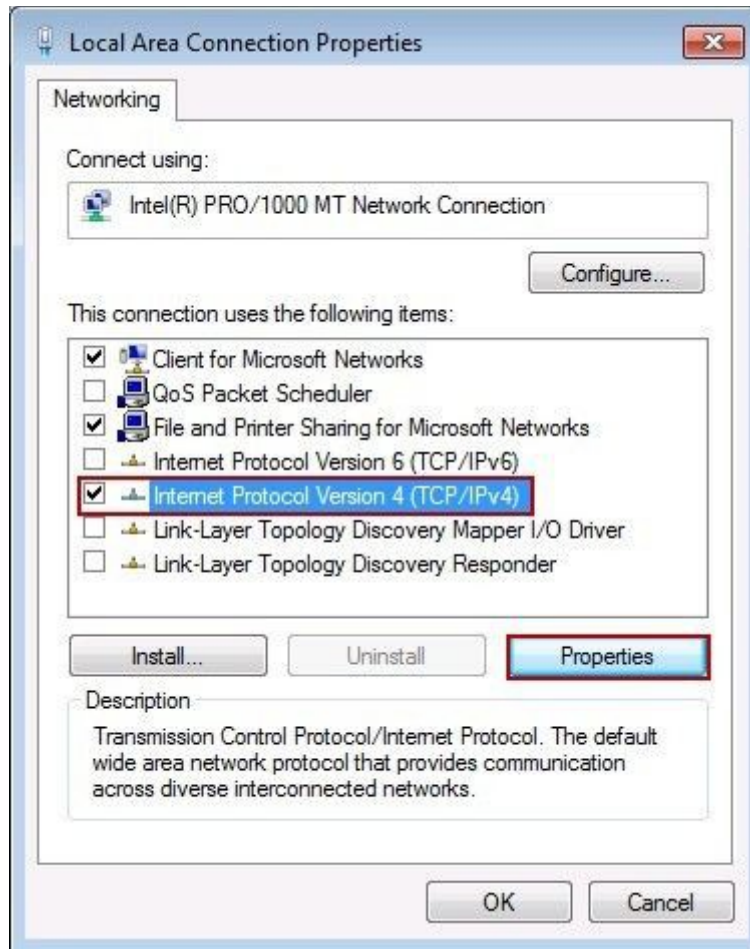 Local Area Connection Properties
Networking
Connect using:
Intel(R) PRO/1000 MT Network Connection
Configure...
This connection uses the following items:
Client for Microsoft Networks
QoS Packet Scheduler
File and Printer Sharing for Microsoft Networks
Internet Protocol Version 6 (TCP/IPv6)
Internet Protocol Version 4 (TCP/IPv4)
Link-Layer Topology Discovery Mapper I/O Driver
Link-Layer Topology Discovery Responder
Install... Uninstall Properties
Description
Transmission Control Protocol/Internet Protocol. The default
wide area network protocol that provides communication
across diverse interconnected networks.
OK Cancel